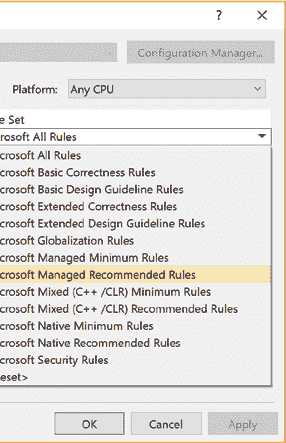 ?
Configuration Manager...
Platform: Any CPU
e Set
rosoft All Rules
crosoft All Rules
crosoft Basic Correctness Rules
crosoft Basic Design Guideline Rules
crosoft Extended Correctness Rules
crosoft Extended Design Guideline Rules
crosoft Globalization Rules
crosoft Managed Minimum Rules
crosoft Managed Recommended Rules
crosoft Mixed (C++ /CLR) Minimum Rules
crosoft Mixed (C++ /CLR) Recommended Rules
crosoft Native Minimum Rules
crosoft Native Recommended Rules
crosoft Security Rules
eset>
OK Cancel Apply